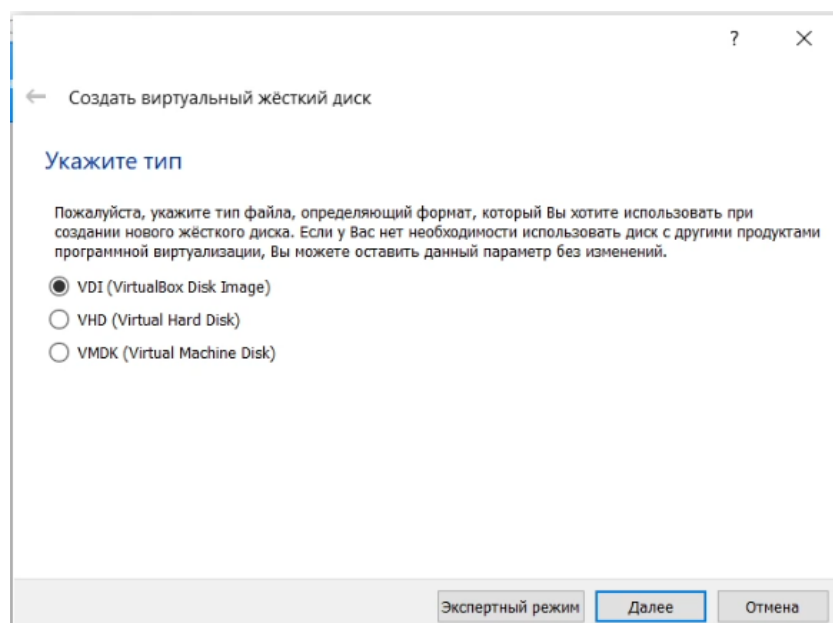 ?
Создать виртуальный жёсткий диск
Укажите тип
Пожалуйста, укажите тип файла, определяющий формат, который Вы хотите использовать при
создании нового жёсткого диска. Если у Вас нет необходимости использовать диск с другими продуктами
программной виртуализации, Вы можете оставить данный параметр без изменений.
VDI (VirtualBox Disk Image)
VHD (Virtual Hard Disk)
VMDK (Virtual Machine Disk)
Экспертный режим Далее Отмена